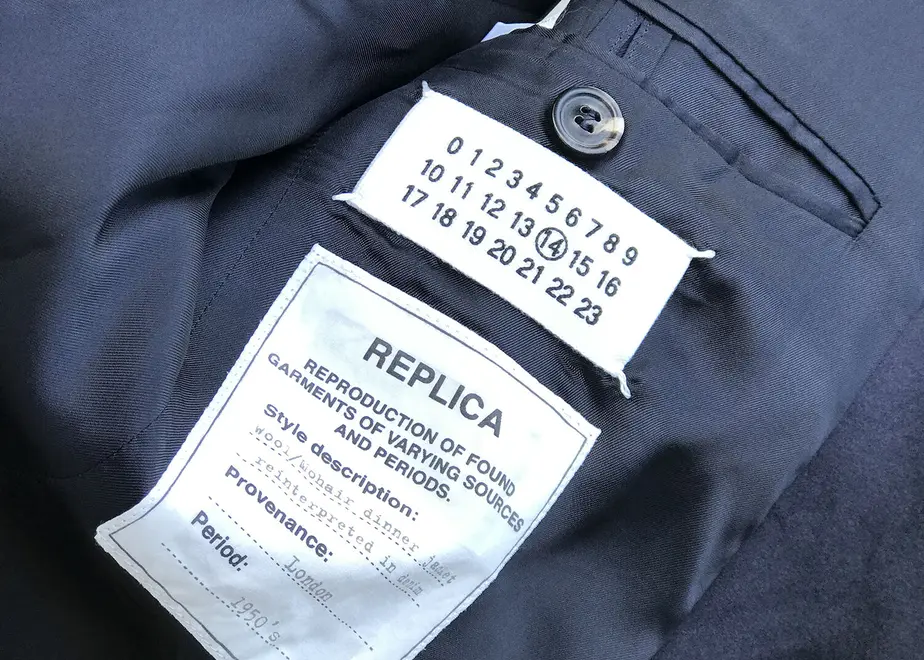 0 1 2 3 4 5 6 7 8 9
10 11 12 13 14 15 16
17 18 19 20 21 22 23
REPLICA
REPRODUCTION OF FOUND
GARMENTS OF VARYING SOURCES
AND PERIODS.
Style description:
wool/mohair dinner jacket
reinterpreted in denim
Provenance:
London
Period:
1950's